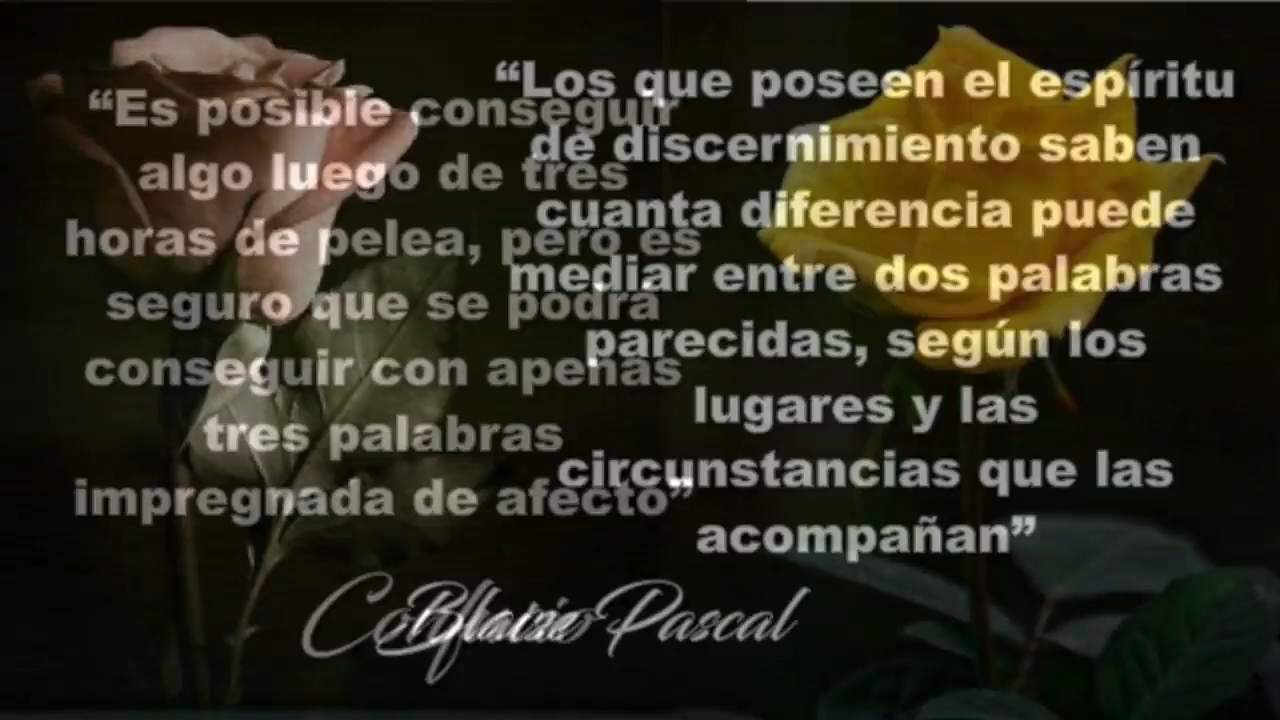 “Es posible conseguir
algo luego de tres
horas de pelea, pero es
seguro que se podrá
conseguir con apenas
tres palabras
impregnada de afecto”
Confucio
“Los que poseen el espíritu
de discernimiento saben
cuanta diferencia puede
mediar entre dos palabras
parecidas, según los
lugares y las
circunstancias que las
acompañan”
Blaise Pascal